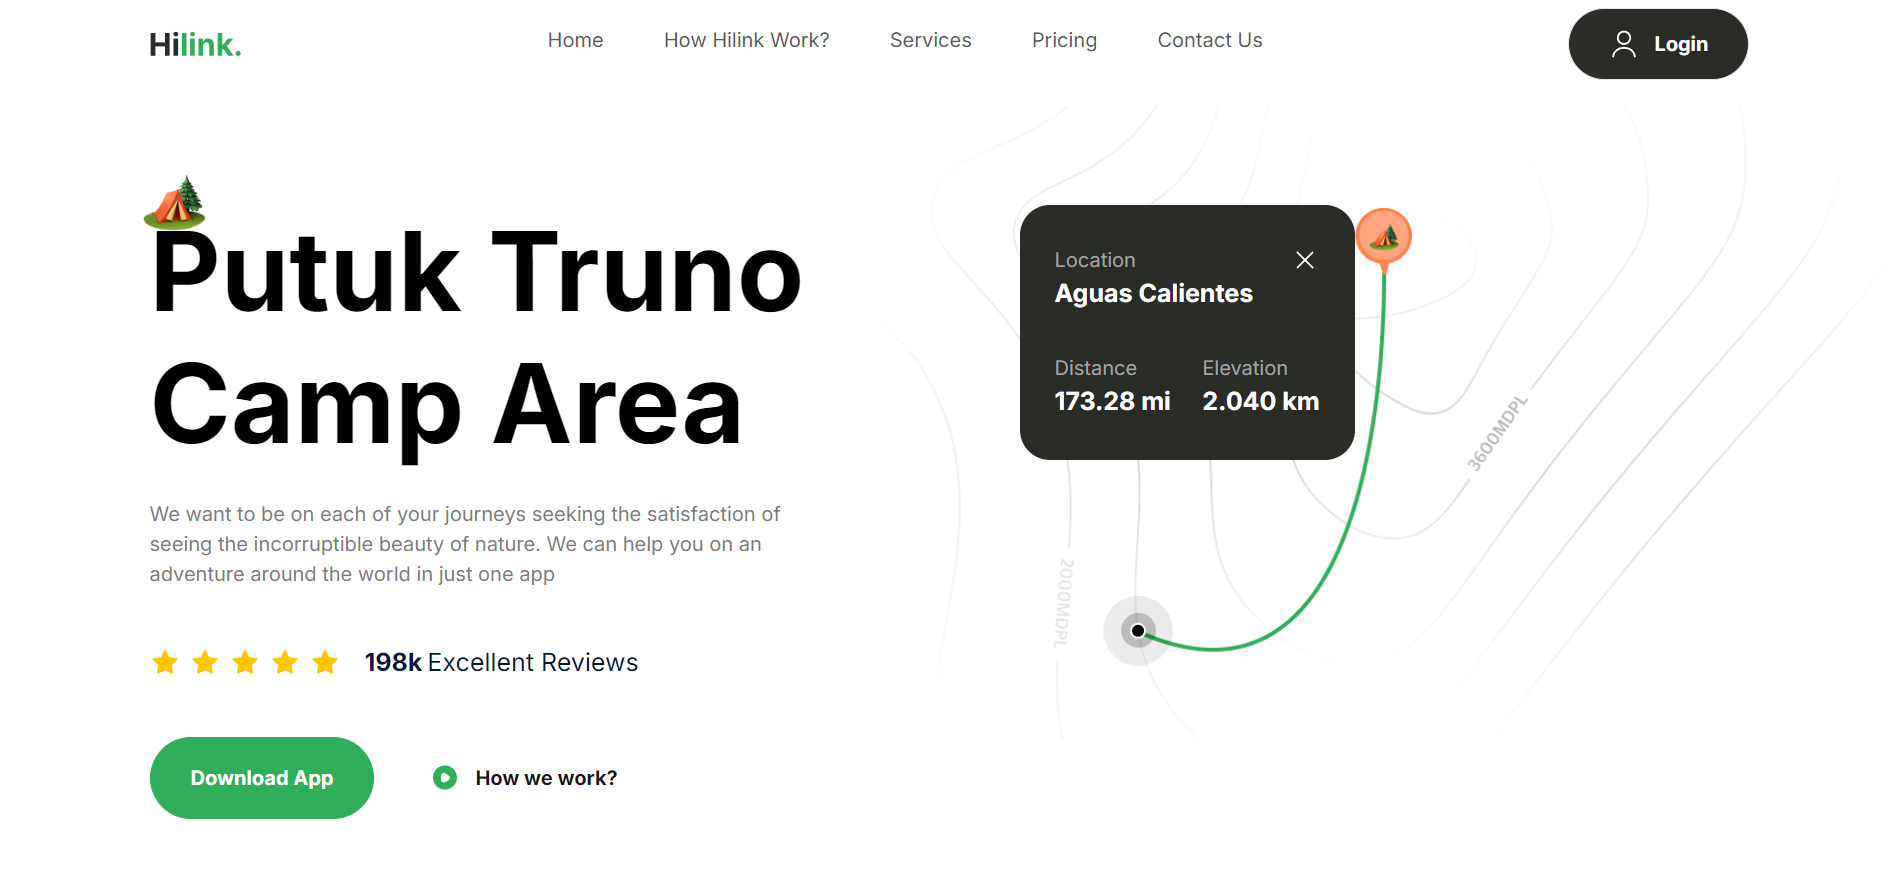 Hilink.
Home
How Hilink Work?
Services
Pricing
Contact Us
Login
Putuk Truno
Camp Area
We want to be on each of your journeys seeking the satisfaction of
seeing the incorruptible beauty of nature. We can help you on an
adventure around the world in just one app
198k Excellent Reviews
Download App
How we work?
Location
Aguas Calientes
Distance
Elevation
173.28 mi
2.040 km
3600MDPL
2000MDPL